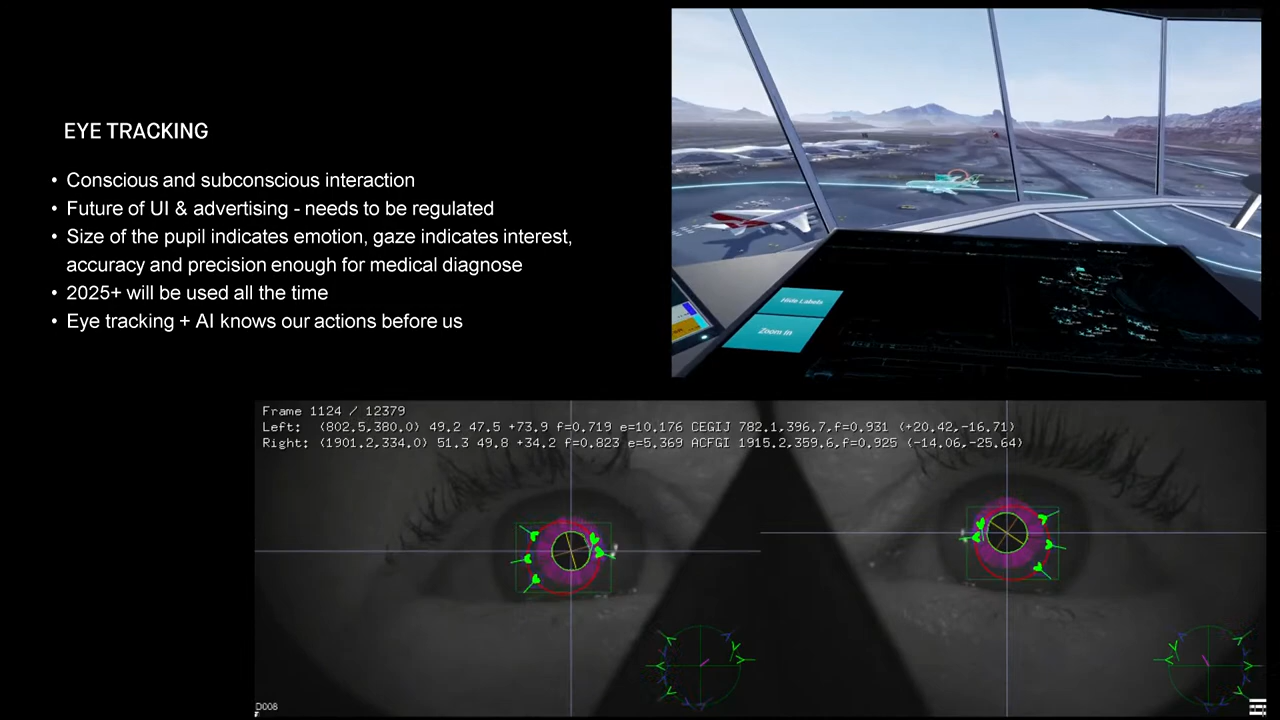 EYE TRACKING
• Conscious and subconscious interaction
• Future of UI & advertising - needs to be regulated
• Size of the pupil indicates emotion, gaze indicates interest,
accuracy and precision enough for medical diagnose
• 2025+ will be used all the time
• Eye tracking + AI knows our actions before us
Hide Labels
Zoom In
Frame 1124 / 12379
Left: (802.5,380.0) 49.2 47.5 +73.9 f=0.719 e=10.176 CEGIJ 782.1,396.7,f=0.931 (+20.42,-16.71)
Right: (1901.2,334.0) 51.3 49.8 +34.2 f=0.823 e=5.369 ACFGI 1915.2,359.6,f=0.925 (-14.06,-25.64)